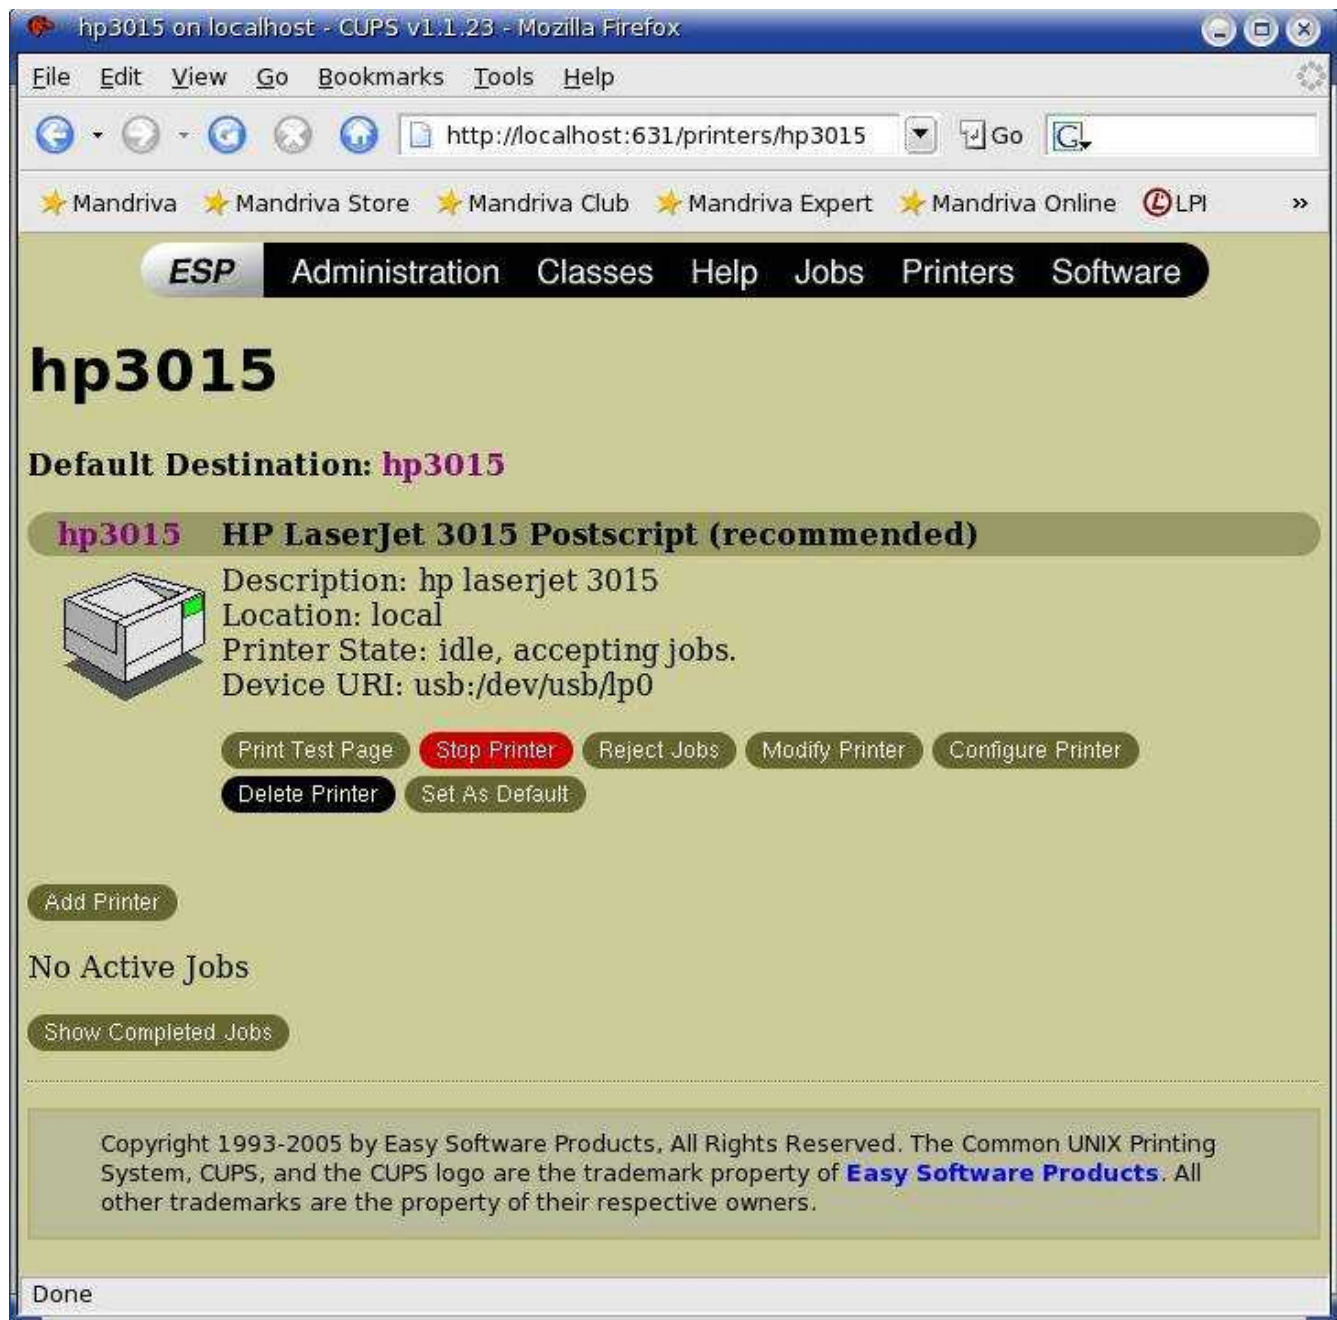 hp3015 on localhost - CUPS v1.1.23 - Mozilla Firefox
File Edit View Go Bookmarks Tools Help
http://localhost:631/printers/hp3015 Go G
Mandriva Mandriva Store Mandriva Club Mandriva Expert Mandriva Online LPI »
ESP Administration Classes Help Jobs Printers Software
hp3015
Default Destination: hp3015
hp3015 HP LaserJet 3015 Postscript (recommended)
Description: hp laserjet 3015
Location: local
Printer State: idle, accepting jobs.
Device URI: usb:/dev/usb/lp0
Print Test Page Stop Printer Reject Jobs Modify Printer Configure Printer
Delete Printer Set As Default
Add Printer
No Active Jobs
Show Completed Jobs
Copyright 1993-2005 by Easy Software Products, All Rights Reserved. The Common UNIX Printing
System, CUPS, and the CUPS logo are the trademark property of Easy Software Products. All
other trademarks are the property of their respective owners.
Done